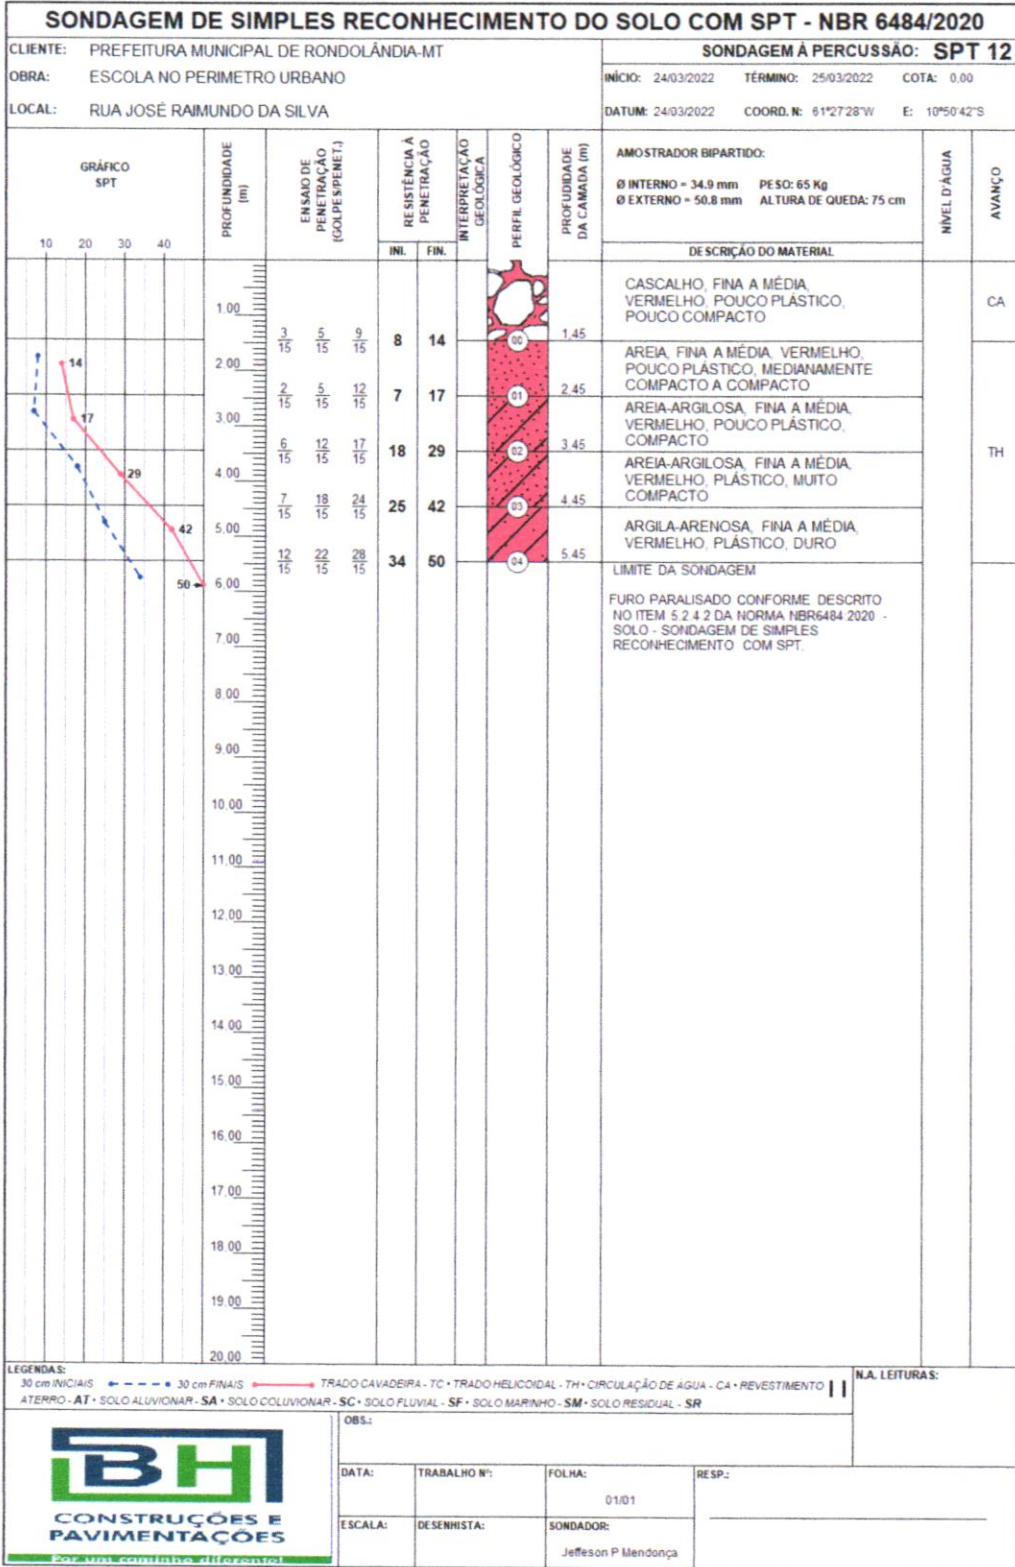 SONDAGEM DE SIMPLES RECONHECIMENTO DO SOLO COM SPT - NBR 6484/2020
CLIENTE: PREFEITURA MUNICIPAL DE RONDOLÂNDIA-MT
SONDAGEM À PERCUSSÃO: SPT 12
OBRA: ESCOLA NO PERIMETRO URBANO
INÍCIO: 24/03/2022 TÉRMINO: 25/03/2022 COTA: 0.00
LOCAL: RUA JOSÉ RAIMUNDO DA SILVA
DATUM: 24/03/2022 COORD. N: 61°27'28"W E: 10°50'42"S
GRÁFICO
SPT
10 20 30 40
PROFUNDIDADE
(m)
ENSAIO DE
PENETRAÇÃO
(GOLPES/PENET.)
RESISTÊNCIA À
PENETRAÇÃO
INI. FIN.
INTERPRETAÇÃO
GEOLÓGICA
PERFIL GEOLÓGICO
PROFUDIDADE
DA CAMADA (m)
AMOSTRADOR BIPARTIDO:
Ø INTERNO = 34.9 mm PESO: 65 Kg
Ø EXTERNO = 50.8 mm ALTURA DE QUEDA: 75 cm
DESCRIÇÃO DO MATERIAL
NÍVEL D'ÁGUA
AVANÇO
1,00
CASCALHO, FINA A MÉDIA,
VERMELHO, POUCO PLÁSTICO,
POUCO COMPACTO
CA
3/15 5/15 9/15 8 14 00 1,45
14 2,00
AREIA, FINA A MÉDIA, VERMELHO,
POUCO PLÁSTICO, MEDIANAMENTE
COMPACTO A COMPACTO
2/15 5/15 12/15 7 17 01 2,45
17 3,00
AREIA-ARGILOSA, FINA A MÉDIA,
VERMELHO, POUCO PLÁSTICO,
COMPACTO
6/15 12/15 17/15 18 29 02 3,45
TH
29 4,00
AREIA-ARGILOSA, FINA A MÉDIA,
VERMELHO, PLÁSTICO, MUITO
COMPACTO
7/15 18/15 24/15 25 42 03 4,45
42 5,00
ARGILA-ARENOSA, FINA A MÉDIA,
VERMELHO, PLÁSTICO, DURO
12/15 22/15 28/15 34 50 04 5,45
50 6,00
LIMITE DA SONDAGEM
FURO PARALISADO CONFORME DESCRITO
NO ITEM 5.2.4.2 DA NORMA NBR6484:2020 -
SOLO - SONDAGEM DE SIMPLES
RECONHECIMENTO COM SPT.
7,00
8,00
9,00
10,00
11,00
12,00
13,00
14,00
15,00
16,00
17,00
18,00
19,00
20,00
LEGENDAS:
30 cm INICIAIS 30 cm FINAIS TRADO CAVADEIRA - TC • TRADO HELICOIDAL - TH • CIRCULAÇÃO DE ÁGUA - CA • REVESTIMENTO
ATERRO - AT • SOLO ALUVIONAR - SA • SOLO COLUVIONAR - SC • SOLO FLUVIAL - SF • SOLO MARINHO - SM • SOLO RESIDUAL - SR
N.A. LEITURAS:
OBS.:
BH
CONSTRUÇÕES E
PAVIMENTAÇÕES
Por um caminho diferente!
DATA: TRABALHO Nº: FOLHA: RESP.:
01/01
ESCALA: DESENHISTA: SONDADOR:
Jeffeson P Mendonça